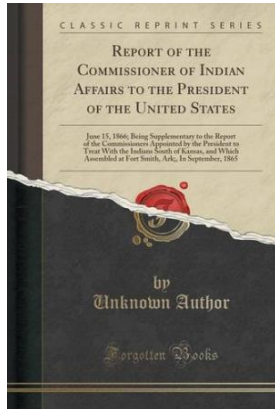 CLASSIC REPRINT SERIES
REPORT OF THE
COMMISSIONER OF INDIAN
AFFAIRS TO THE PRESIDENT
OF THE UNITED STATES
June 15, 1866; Being Supplementary to the Report
of the Commissioners Appointed by the President to
Treat With the Indians South of Kansas, and Which
Assembled at Fort Smith, Ark;, In September, 1865
by
Unknown Author
Forgotten Books